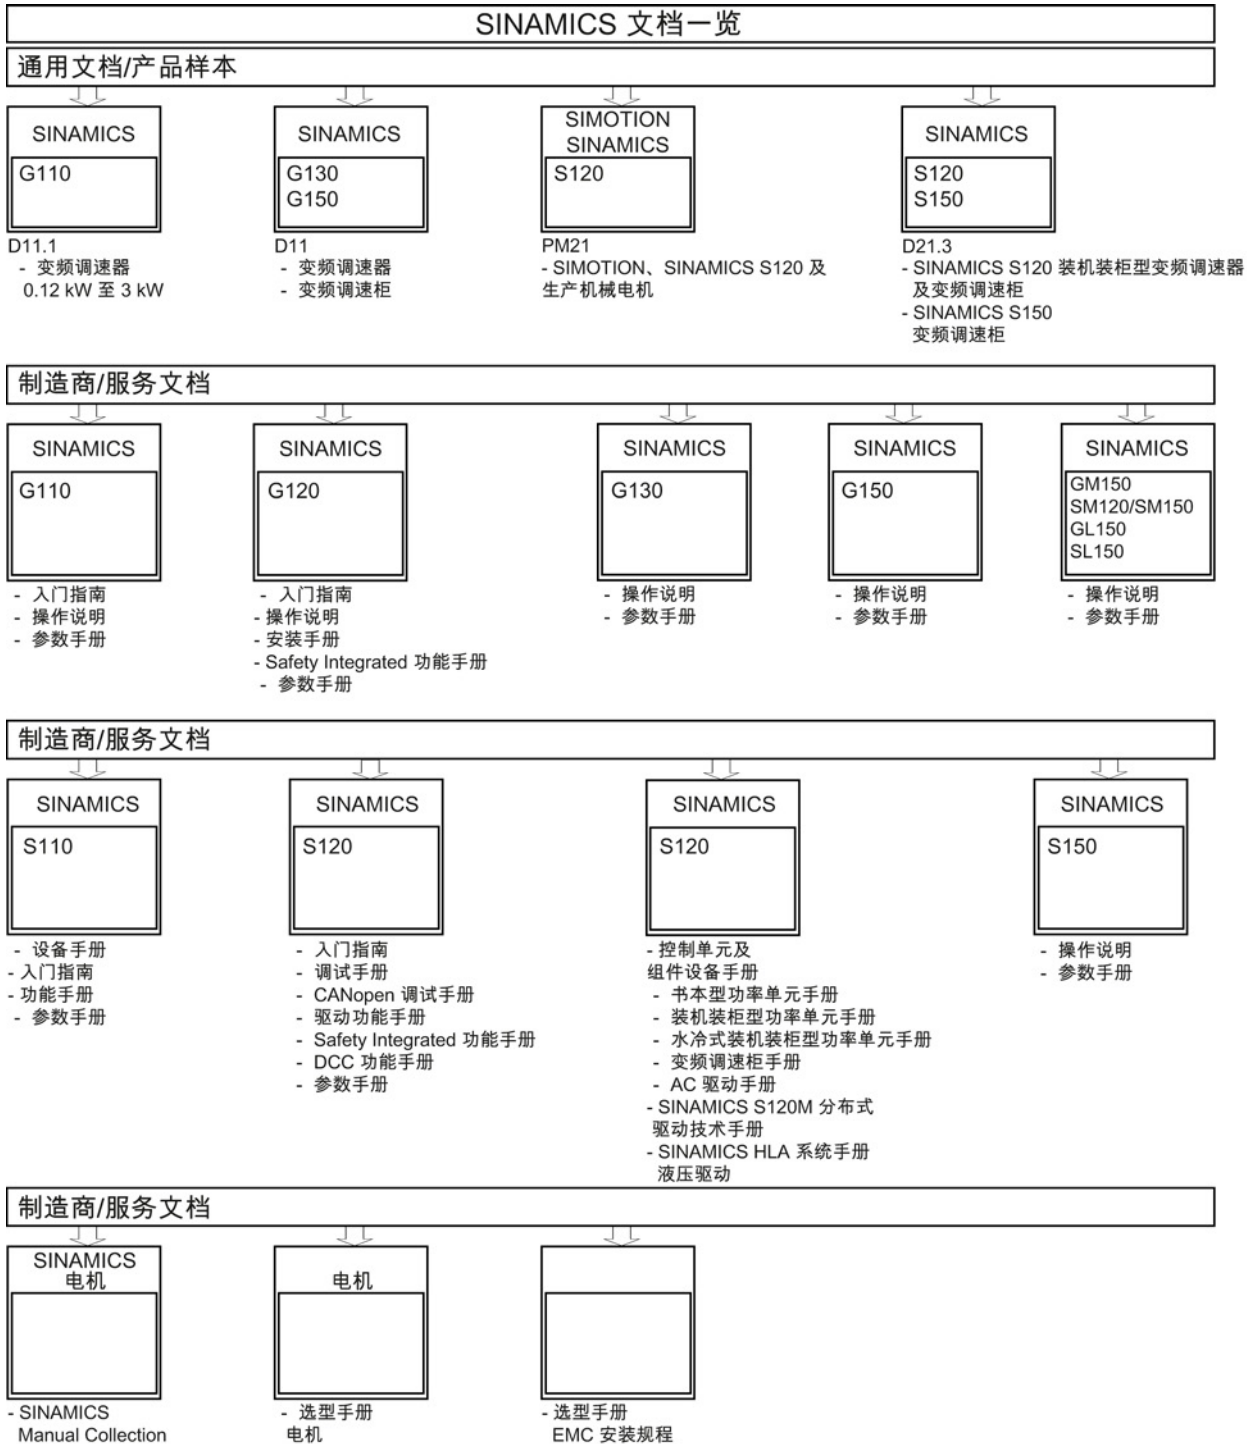 SINAMICS 文档一览
通用文档/产品样本
SINAMICS
G110
D11.1
- 变频调速器
0.12 kW 至 3 kW
SINAMICS
G130
G150
D11
- 变频调速器
- 变频调速柜
SIMOTION
SINAMICS
S120
PM21
- SIMOTION、SINAMICS S120 及
生产机械电机
SINAMICS
S120
S150
D21.3
- SINAMICS S120 装机装柜型变频调速器
及变频调速柜
- SINAMICS S150
变频调速柜
制造商/服务文档
SINAMICS
G110
- 入门指南
- 操作说明
- 参数手册
SINAMICS
G120
- 入门指南
- 操作说明
- 安装手册
- Safety Integrated 功能手册
- 参数手册
SINAMICS
G130
- 操作说明
- 参数手册
SINAMICS
G150
- 操作说明
- 参数手册
SINAMICS
GM150
SM120/SM150
GL150
SL150
- 操作说明
- 参数手册
制造商/服务文档
SINAMICS
S110
- 设备手册
- 入门指南
- 功能手册
- 参数手册
SINAMICS
S120
- 入门指南
- 调试手册
- CANopen 调试手册
- 驱动功能手册
- Safety Integrated 功能手册
- DCC 功能手册
- 参数手册
SINAMICS
S120
- 控制单元及
组件设备手册
- 书本型功率单元手册
- 装机装柜型功率单元手册
- 水冷式装机装柜型功率单元手册
- 变频调速柜手册
- AC 驱动手册
- SINAMICS S120M 分布式
驱动技术手册
- SINAMICS HLA 系统手册
液压驱动
SINAMICS
S150
- 操作说明
- 参数手册
制造商/服务文档
SINAMICS
电机
- SINAMICS
Manual Collection
电机
- 选型手册
电机
- 选型手册
EMC 安装规程